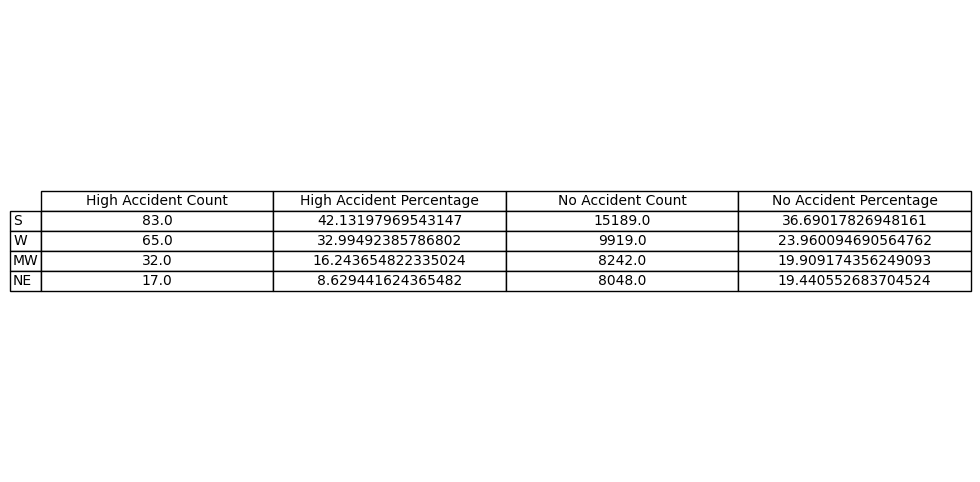 High Accident Count High Accident Percentage No Accident Count No Accident Percentage
S 83.0 42.13197969543147 15189.0 36.69017826948161
W 65.0 32.99492385786802 9919.0 23.960094690564762
MW 32.0 16.243654822335024 8242.0 19.909174356249093
NE 17.0 8.629441624365482 8048.0 19.440552683704524